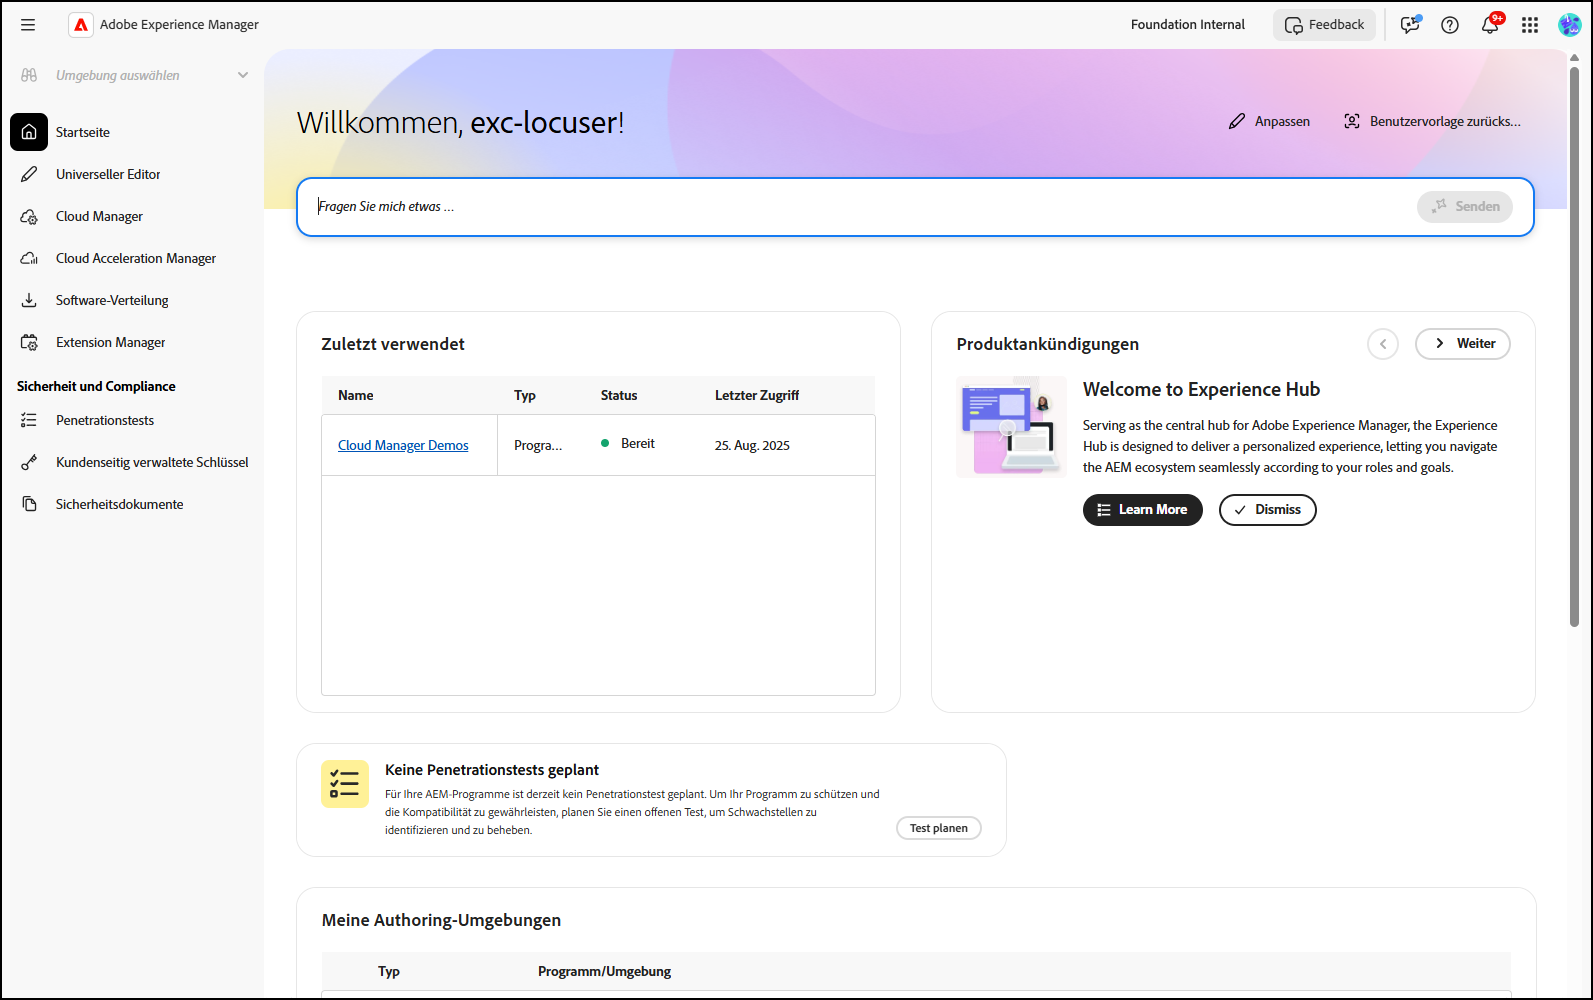 Adobe Experience Manager
Foundation Internal
Feedback
9+
Umgebung auswählen
Startseite
Universeller Editor
Cloud Manager
Cloud Acceleration Manager
Software-Verteilung
Extension Manager
Sicherheit und Compliance
Penetrationstests
Kundenseitig verwaltete Schlüssel
Sicherheitsdokumente
Willkommen, exc-locuser!
Anpassen
Benutzervorlage zurücks...
Fragen Sie mich etwas ...
Senden
Zuletzt verwendet
Name Typ Status Letzter Zugriff
Cloud Manager Demos Progra... Bereit 25. Aug. 2025
Produktankündigungen
Weiter
Welcome to Experience Hub
Serving as the central hub for Adobe Experience Manager, the Experience
Hub is designed to deliver a personalized experience, letting you navigate
the AEM ecosystem seamlessly according to your roles and goals.
Learn More
Dismiss
Keine Penetrationstests geplant
Für Ihre AEM-Programme ist derzeit kein Penetrationstest geplant. Um Ihr Programm zu schützen und
die Kompatibilität zu gewährleisten, planen Sie einen offenen Test, um Schwachstellen zu
identifizieren und zu beheben.
Test planen
Meine Authoring-Umgebungen
Typ Programm/Umgebung